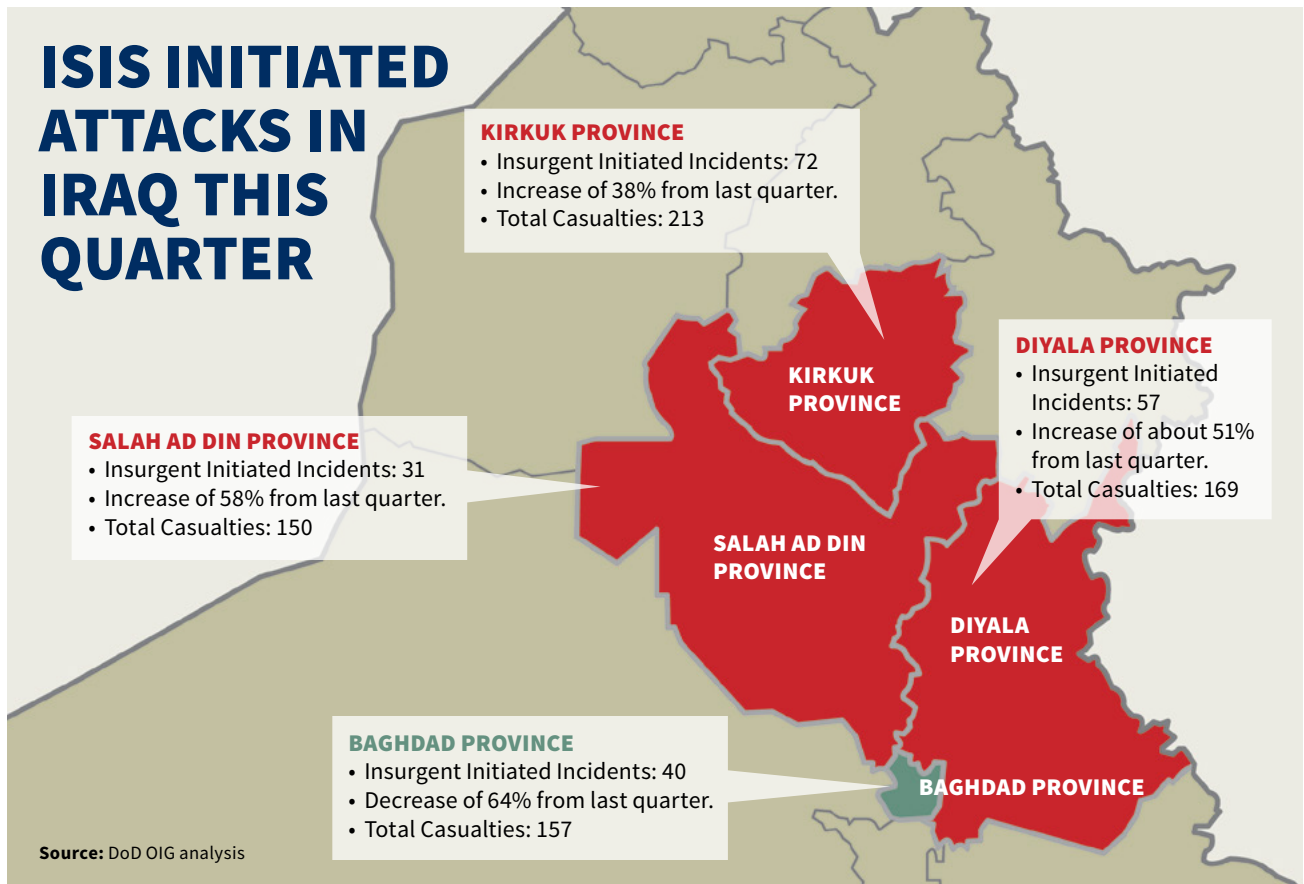 ISIS INITIATED
ATTACKS IN
IRAQ THIS
QUARTER
KIRKUK PROVINCE
• Insurgent Initiated Incidents: 72
• Increase of 38% from last quarter.
• Total Casualties: 213
DIYALA PROVINCE
• Insurgent Initiated
Incidents: 57
• Increase of about 51%
from last quarter.
• Total Casualties: 169
KIRKUK
PROVINCE
SALAH AD DIN PROVINCE
• Insurgent Initiated Incidents: 31
• Increase of 58% from last quarter.
• Total Casualties: 150
SALAH AD DIN
PROVINCE
DIYALA
PROVINCE
BAGHDAD PROVINCE
• Insurgent Initiated Incidents: 40
• Decrease of 64% from last quarter.
• Total Casualties: 157
BAGHDAD PROVINCE
Source: DoD OIG analysis